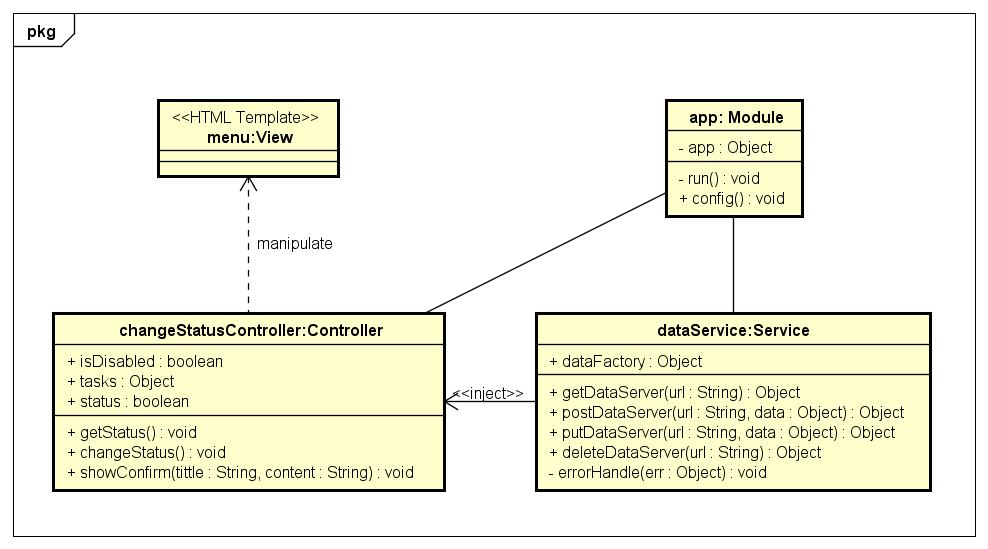 pkg
<<HTML Template>>
menu:View
app: Module
- app : Object
- run() : void
+ config() : void
manipulate
changeStatusController:Controller
+ isDisabled : boolean
+ tasks : Object
+ status : boolean
+ getStatus() : void
+ changeStatus() : void
+ showConfirm(tittle : String, content : String) : void
<<inject>>
dataService:Service
+ dataFactory : Object
+ getDataServer(url : String) : Object
+ postDataServer(url : String, data : Object) : Object
+ putDataServer(url : String, data : Object) : Object
+ deleteDataServer(url : String) : Object
- errorHandle(err : Object) : void